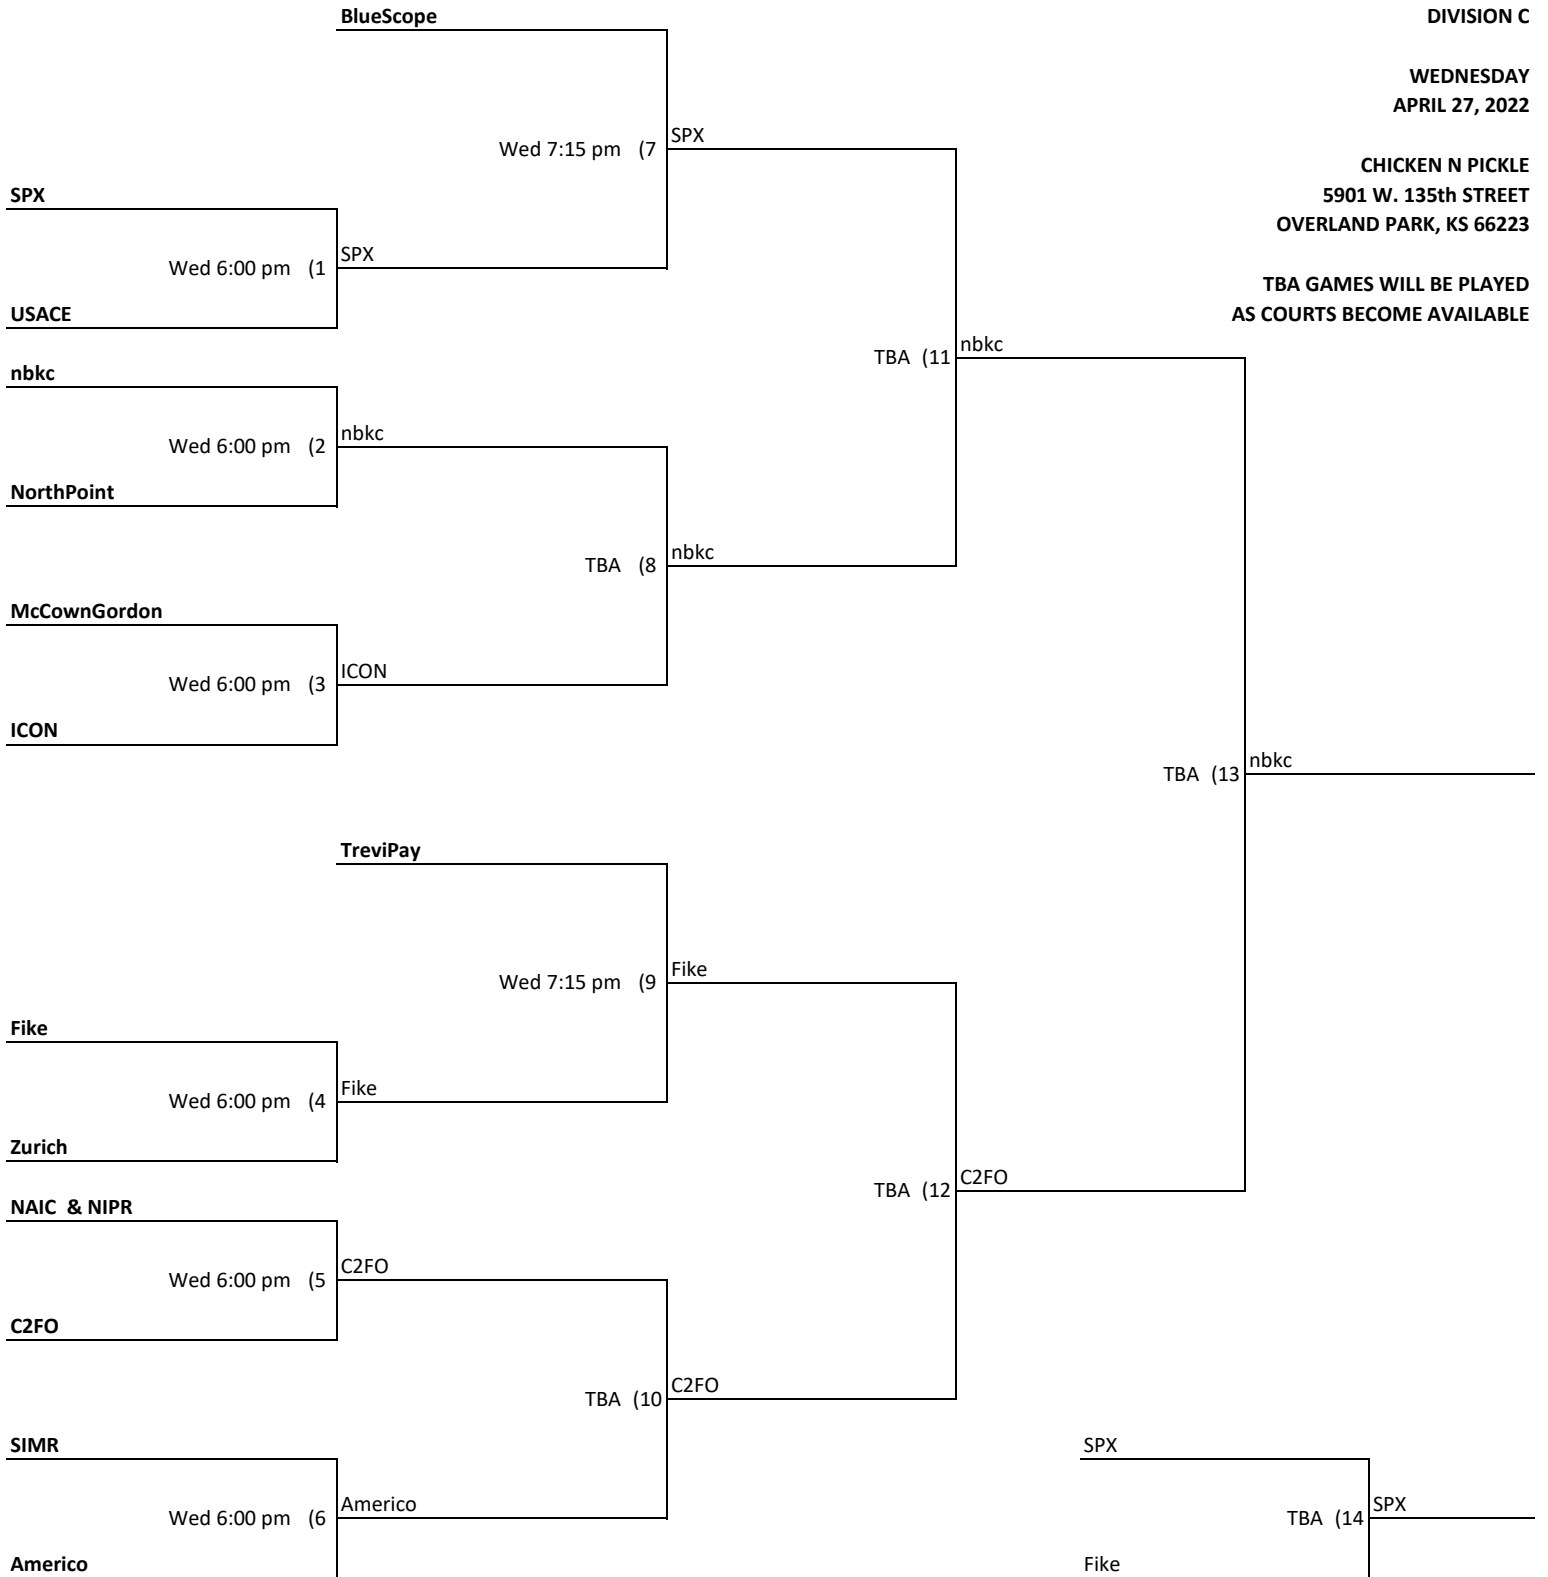 BlueScope
DIVISION C
WEDNESDAY
APRIL 27, 2022
SPX
Wed 7:15 pm (7
CHICKEN N PICKLE
SPX
5901 W. 135th STREET
OVERLAND PARK, KS 66223
SPX
Wed 6:00 pm (1
TBA GAMES WILL BE PLAYED
USACE
AS COURTS BECOME AVAILABLE
nbkc
TBA (11
nbkc
nbkc
Wed 6:00 pm (2
NorthPoint
nbkc
TBA (8
McCownGordon
ICON
Wed 6:00 pm (3
ICON
nbkc
TBA (13
TreviPay
Fike
Wed 7:15 pm (9
Fike
Fike
Wed 6:00 pm (4
Zurich
C2FO
TBA (12
NAIC & NIPR
C2FO
Wed 6:00 pm (5
C2FO
C2FO
TBA (10
SIMR
SPX
Americo
Wed 6:00 pm (6
SPX
TBA (14
Americo
Fike